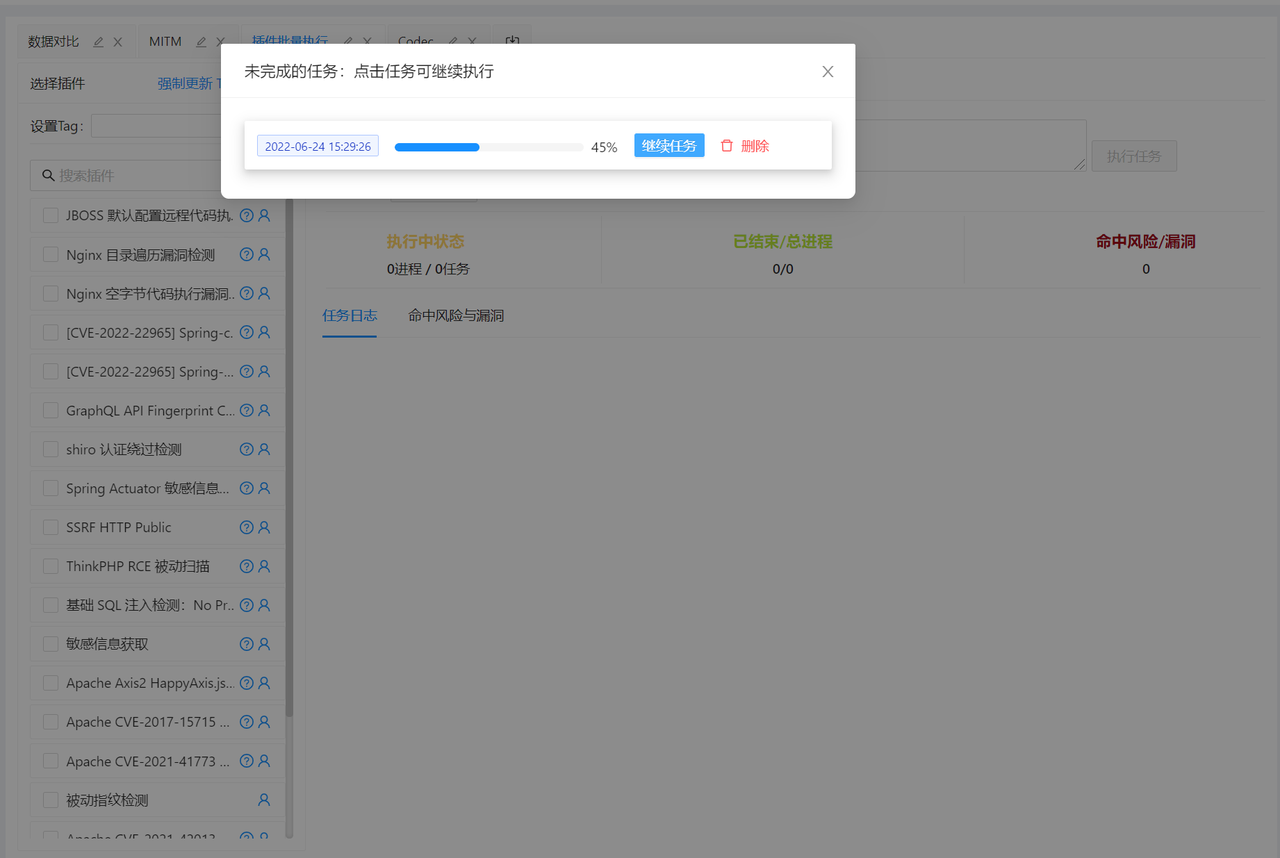 数据对比
MITM
插件批量执行
Codec
未完成的任务：点击任务可继续执行
2022-06-24 15:29:26
45%
继续任务
删除
选择插件
强制更新
设置Tag：
搜索插件
执行任务
JBOSS 默认配置远程代码执.
Nginx 目录遍历漏洞检测
Nginx 空字节代码执行漏洞..
[CVE-2022-22965] Spring-c.
[CVE-2022-22965] Spring-...
GraphQL API Fingerprint C...
shiro 认证绕过检测
Spring Actuator 敏感信息...
SSRF HTTP Public
ThinkPHP RCE 被动扫描
基础 SQL 注入检测：No Pr..
敏感信息获取
Apache Axis2 HappyAxis.js...
Apache CVE-2017-15715 ...
Apache CVE-2021-41773 ...
被动指纹检测
执行中状态
已结束/总进程
命中风险/漏洞
0进程 / 0任务
0/0
0
任务日志
命中风险与漏洞